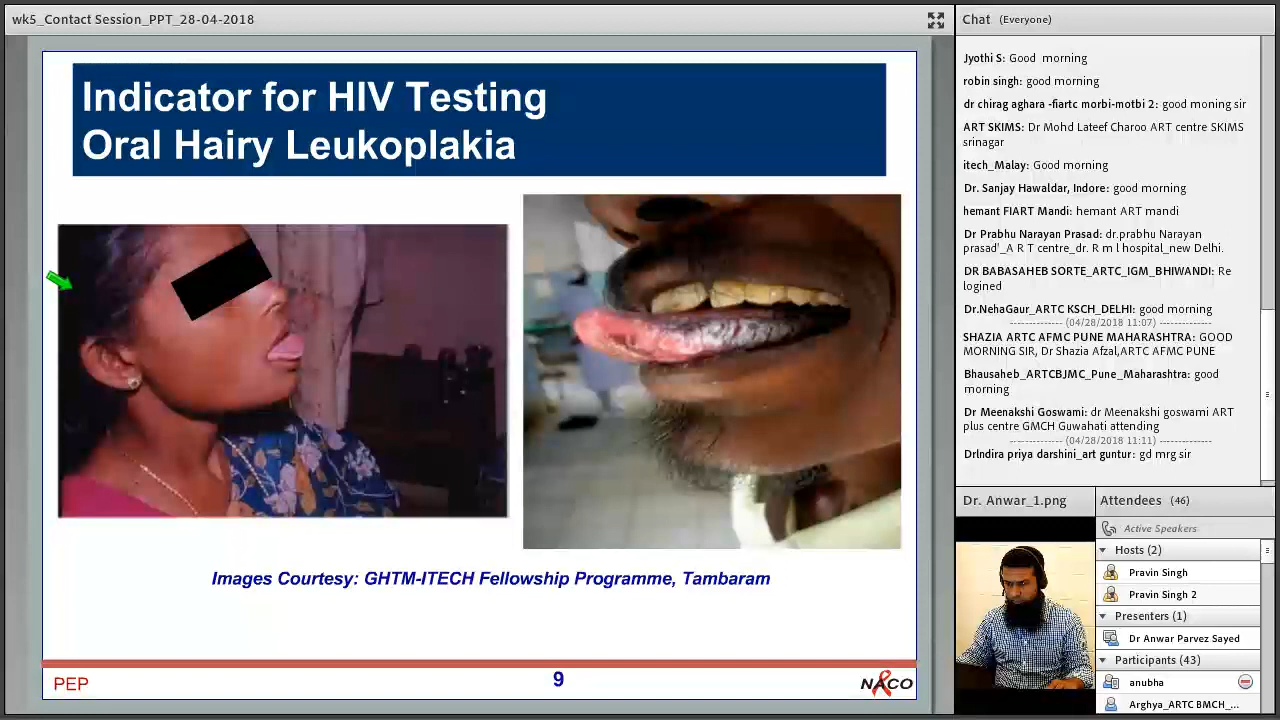 wk5_Contact Session_PPT_28-04-2018
Indicator for HIV Testing
Oral Hairy Leukoplakia
Images Courtesy: GHTM-ITECH Fellowship Programme, Tambaram
PEP
9
NACO
Chat (Everyone)
Jyothi S: Good morning
robin singh: good morning
dr chirag aghara -fiartc morbi-motbi 2: good moning sir
ART SKIMS: Dr Mohd Lateef Charoo ART centre SKIMS
srinagar
itech_Malay: Good morning
Dr. Sanjay Hawaldar, Indore: good morning
hemant FIART Mandi: hemant ART mandi
Dr Prabhu Narayan Prasad: dr.prabhu Narayan
prasad'_A R T centre_dr. R m l hospital_new Delhi.
DR BABASAHEB SORTE_ARTC_IGM_BHIWANDI: Re
logined
Dr.NehaGaur_ARTC KSCH_DELHI: good morning
-------------- (04/28/2018 11:07) --------------
SHAZIA ARTC AFMC PUNE MAHARASHTRA: GOOD
MORNING SIR, Dr Shazia Afzal,ARTC AFMC PUNE
Bhausaheb_ARTCBJMC_Pune_Maharashtra: good
morning
Dr Meenakshi Goswami: dr Meenakshi goswami ART
plus centre GMCH Guwahati attending
-------------- (04/28/2018 11:11) --------------
DrIndira priya darshini_art guntur: gd mrg sir
Dr. Anwar_1.png
Attendees (46)
Active Speakers
Hosts (2)
Pravin Singh
Pravin Singh 2
Presenters (1)
Dr Anwar Parvez Sayed
Participants (43)
anubha
Arghya_ARTC BMCH_...